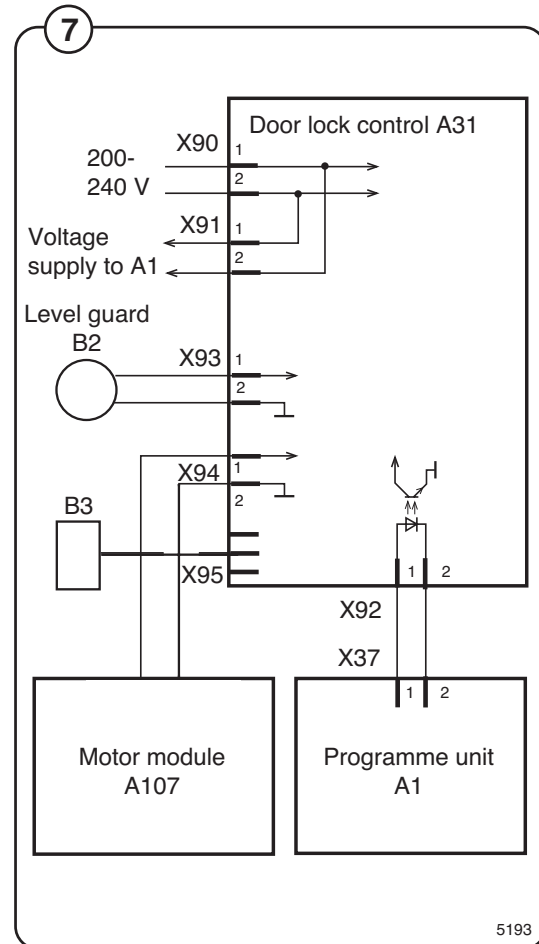 7
Door lock control A31
X90
1
200-
240 V
2
X91
1
Voltage
supply to A1
2
Level guard
B2
X93
1
2
X94
1
2
B3
X95
1 2
X92
X37
1 2
Motor module
A107
Programme unit
A1
5193